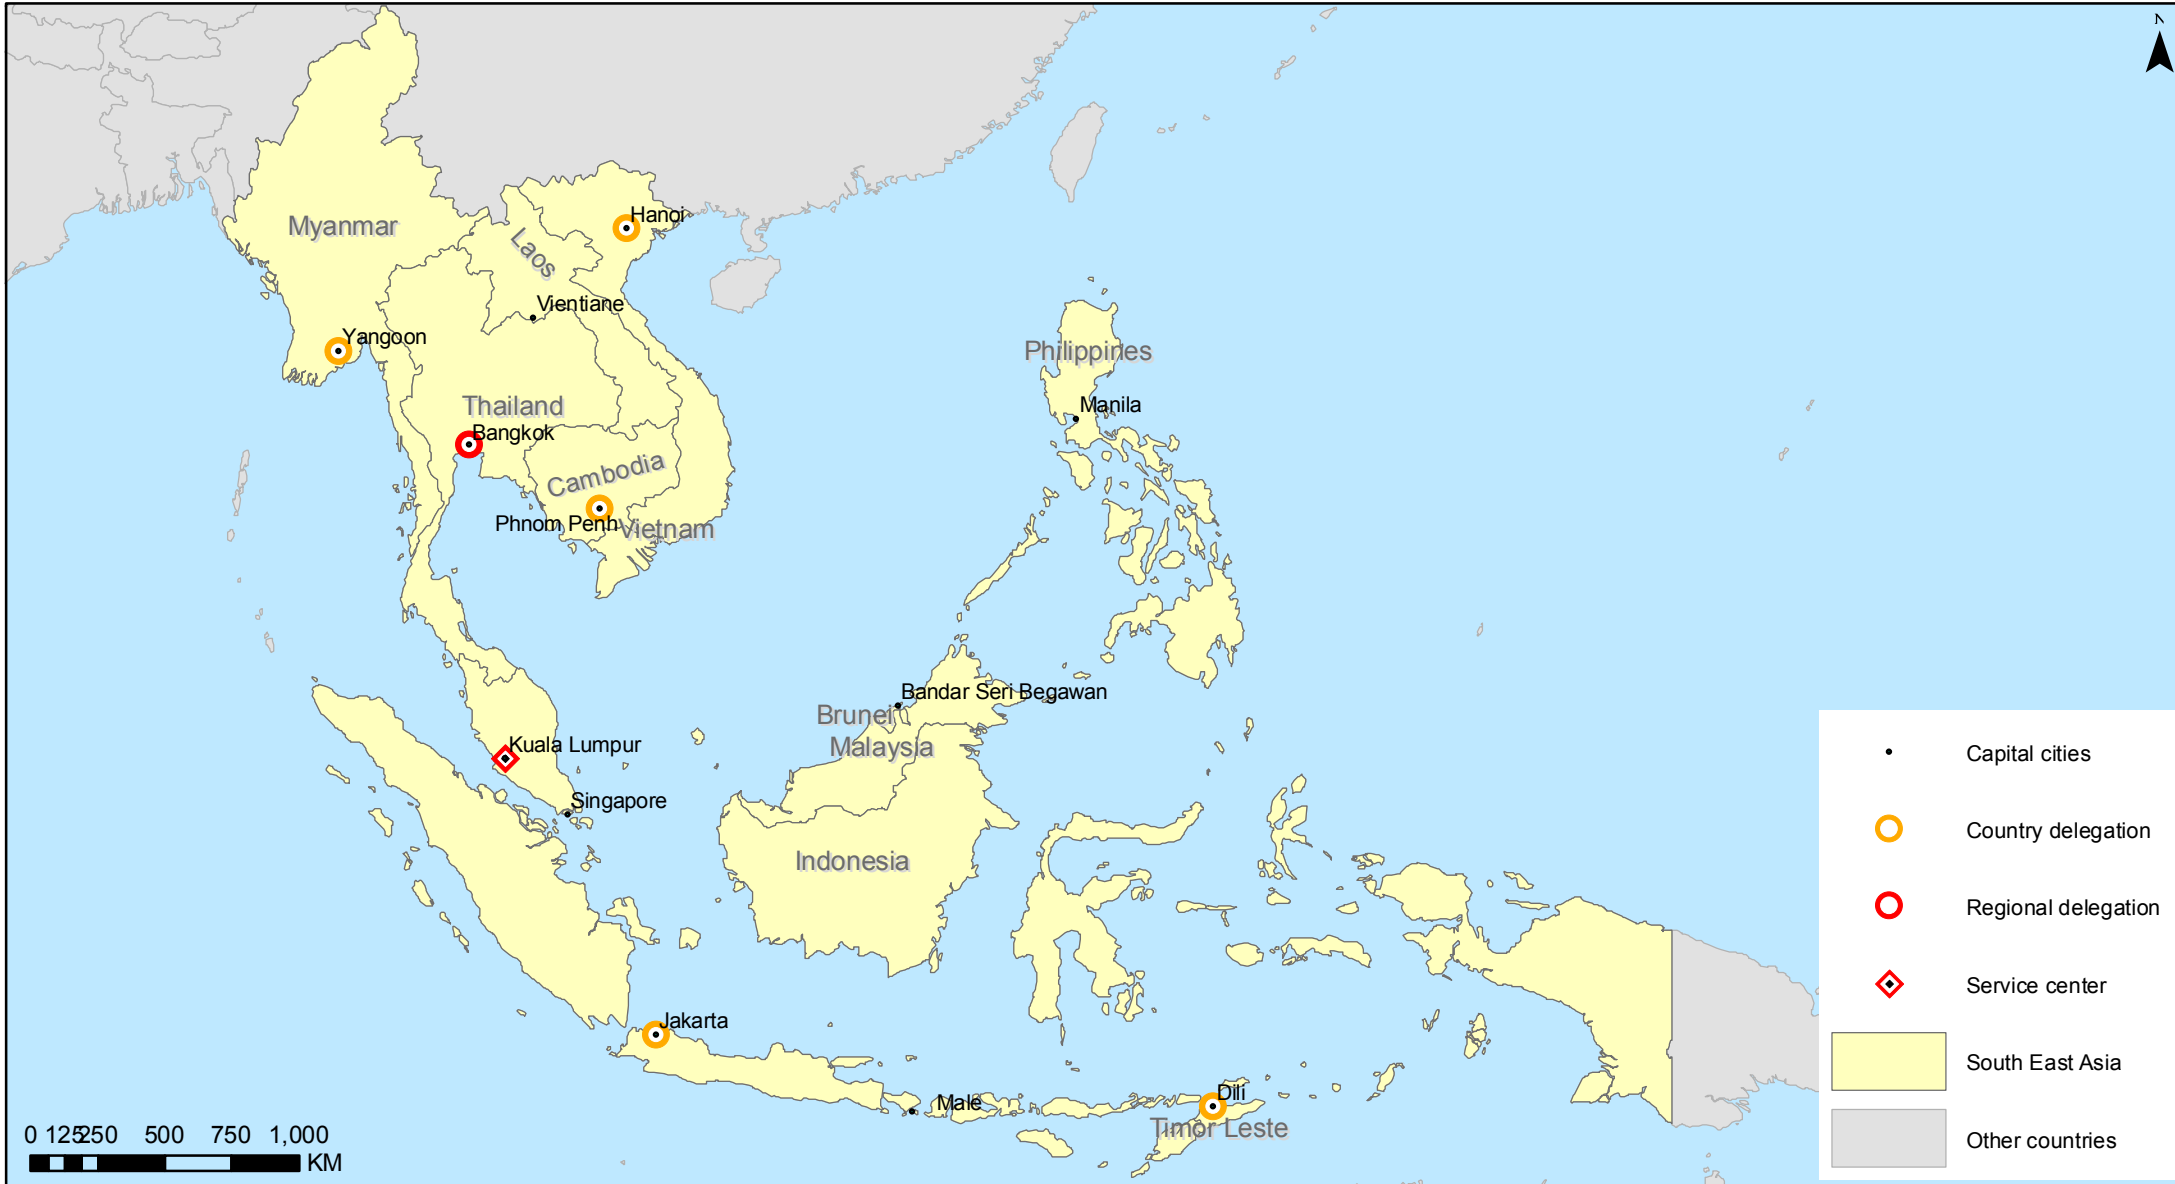 N
Myanmar
Hanoi
Laos
Vientiane
Yangoon
Philippines
Thailand
Manila
Bangkok
Cambodia
Phnom Penh
Vietnam
Bandar Seri Begawan
Brunei
Malaysia
Kuala Lumpur
Singapore
Indonesia
Jakarta
Male
Dili
Timor Leste
Capital cities
Country delegation
Regional delegation
Service center
South East Asia
Other countries
0 125 250 500 750 1,000
KM